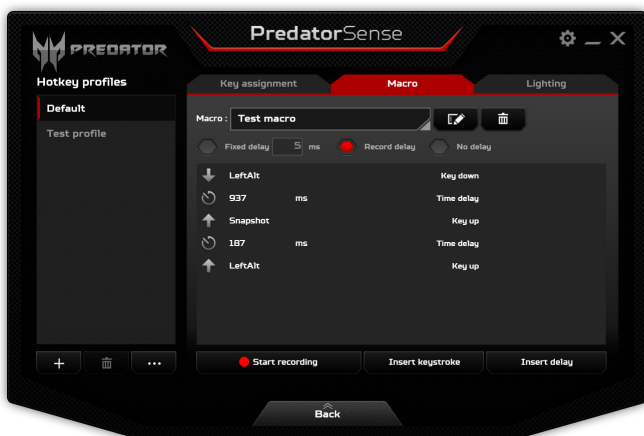 PREDATOR
PredatorSense
Hotkey profiles
Default
Test profile
Key assignment
Macro
Lighting
Macro : Test macro
Fixed delay 5 ms Record delay No delay
LeftAlt Key down
937 ms Time delay
Snapshot Key up
187 ms Time delay
LeftAlt Key up
Start recording
Insert keystroke
Insert delay
Back